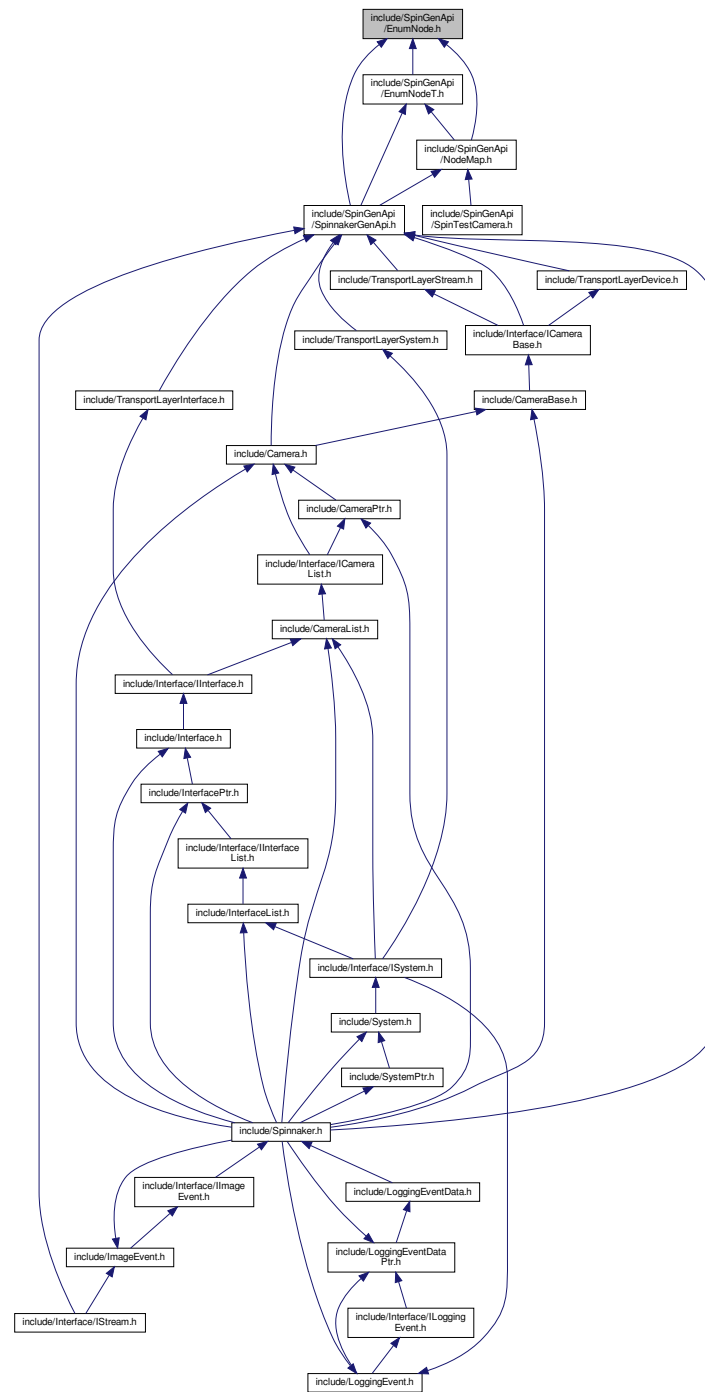 include/SpinGenApi
/EnumNode.h
include/SpinGenApi
/EnumNodeT.h
include/SpinGenApi
/NodeMap.h
include/SpinGenApi
/SpinnakerGenApi.h
include/SpinGenApi
/SpinTestCamera.h
include/TransportLayerStream.h
include/TransportLayerDevice.h
include/TransportLayerSystem.h
include/Interface/ICamera
Base.h
include/TransportLayerInterface.h
include/CameraBase.h
include/Camera.h
include/CameraPtr.h
include/Interface/ICamera
List.h
include/CameraList.h
include/Interface/IInterface.h
include/Interface.h
include/InterfacePtr.h
include/Interface/IInterface
List.h
include/InterfaceList.h
include/Interface/ISystem.h
include/System.h
include/SystemPtr.h
include/Spinnaker.h
include/Interface/IImage
Event.h
include/LoggingEventData.h
include/ImageEvent.h
include/LoggingEventData
Ptr.h
include/Interface/IStream.h
include/Interface/ILogging
Event.h
include/LoggingEvent.h